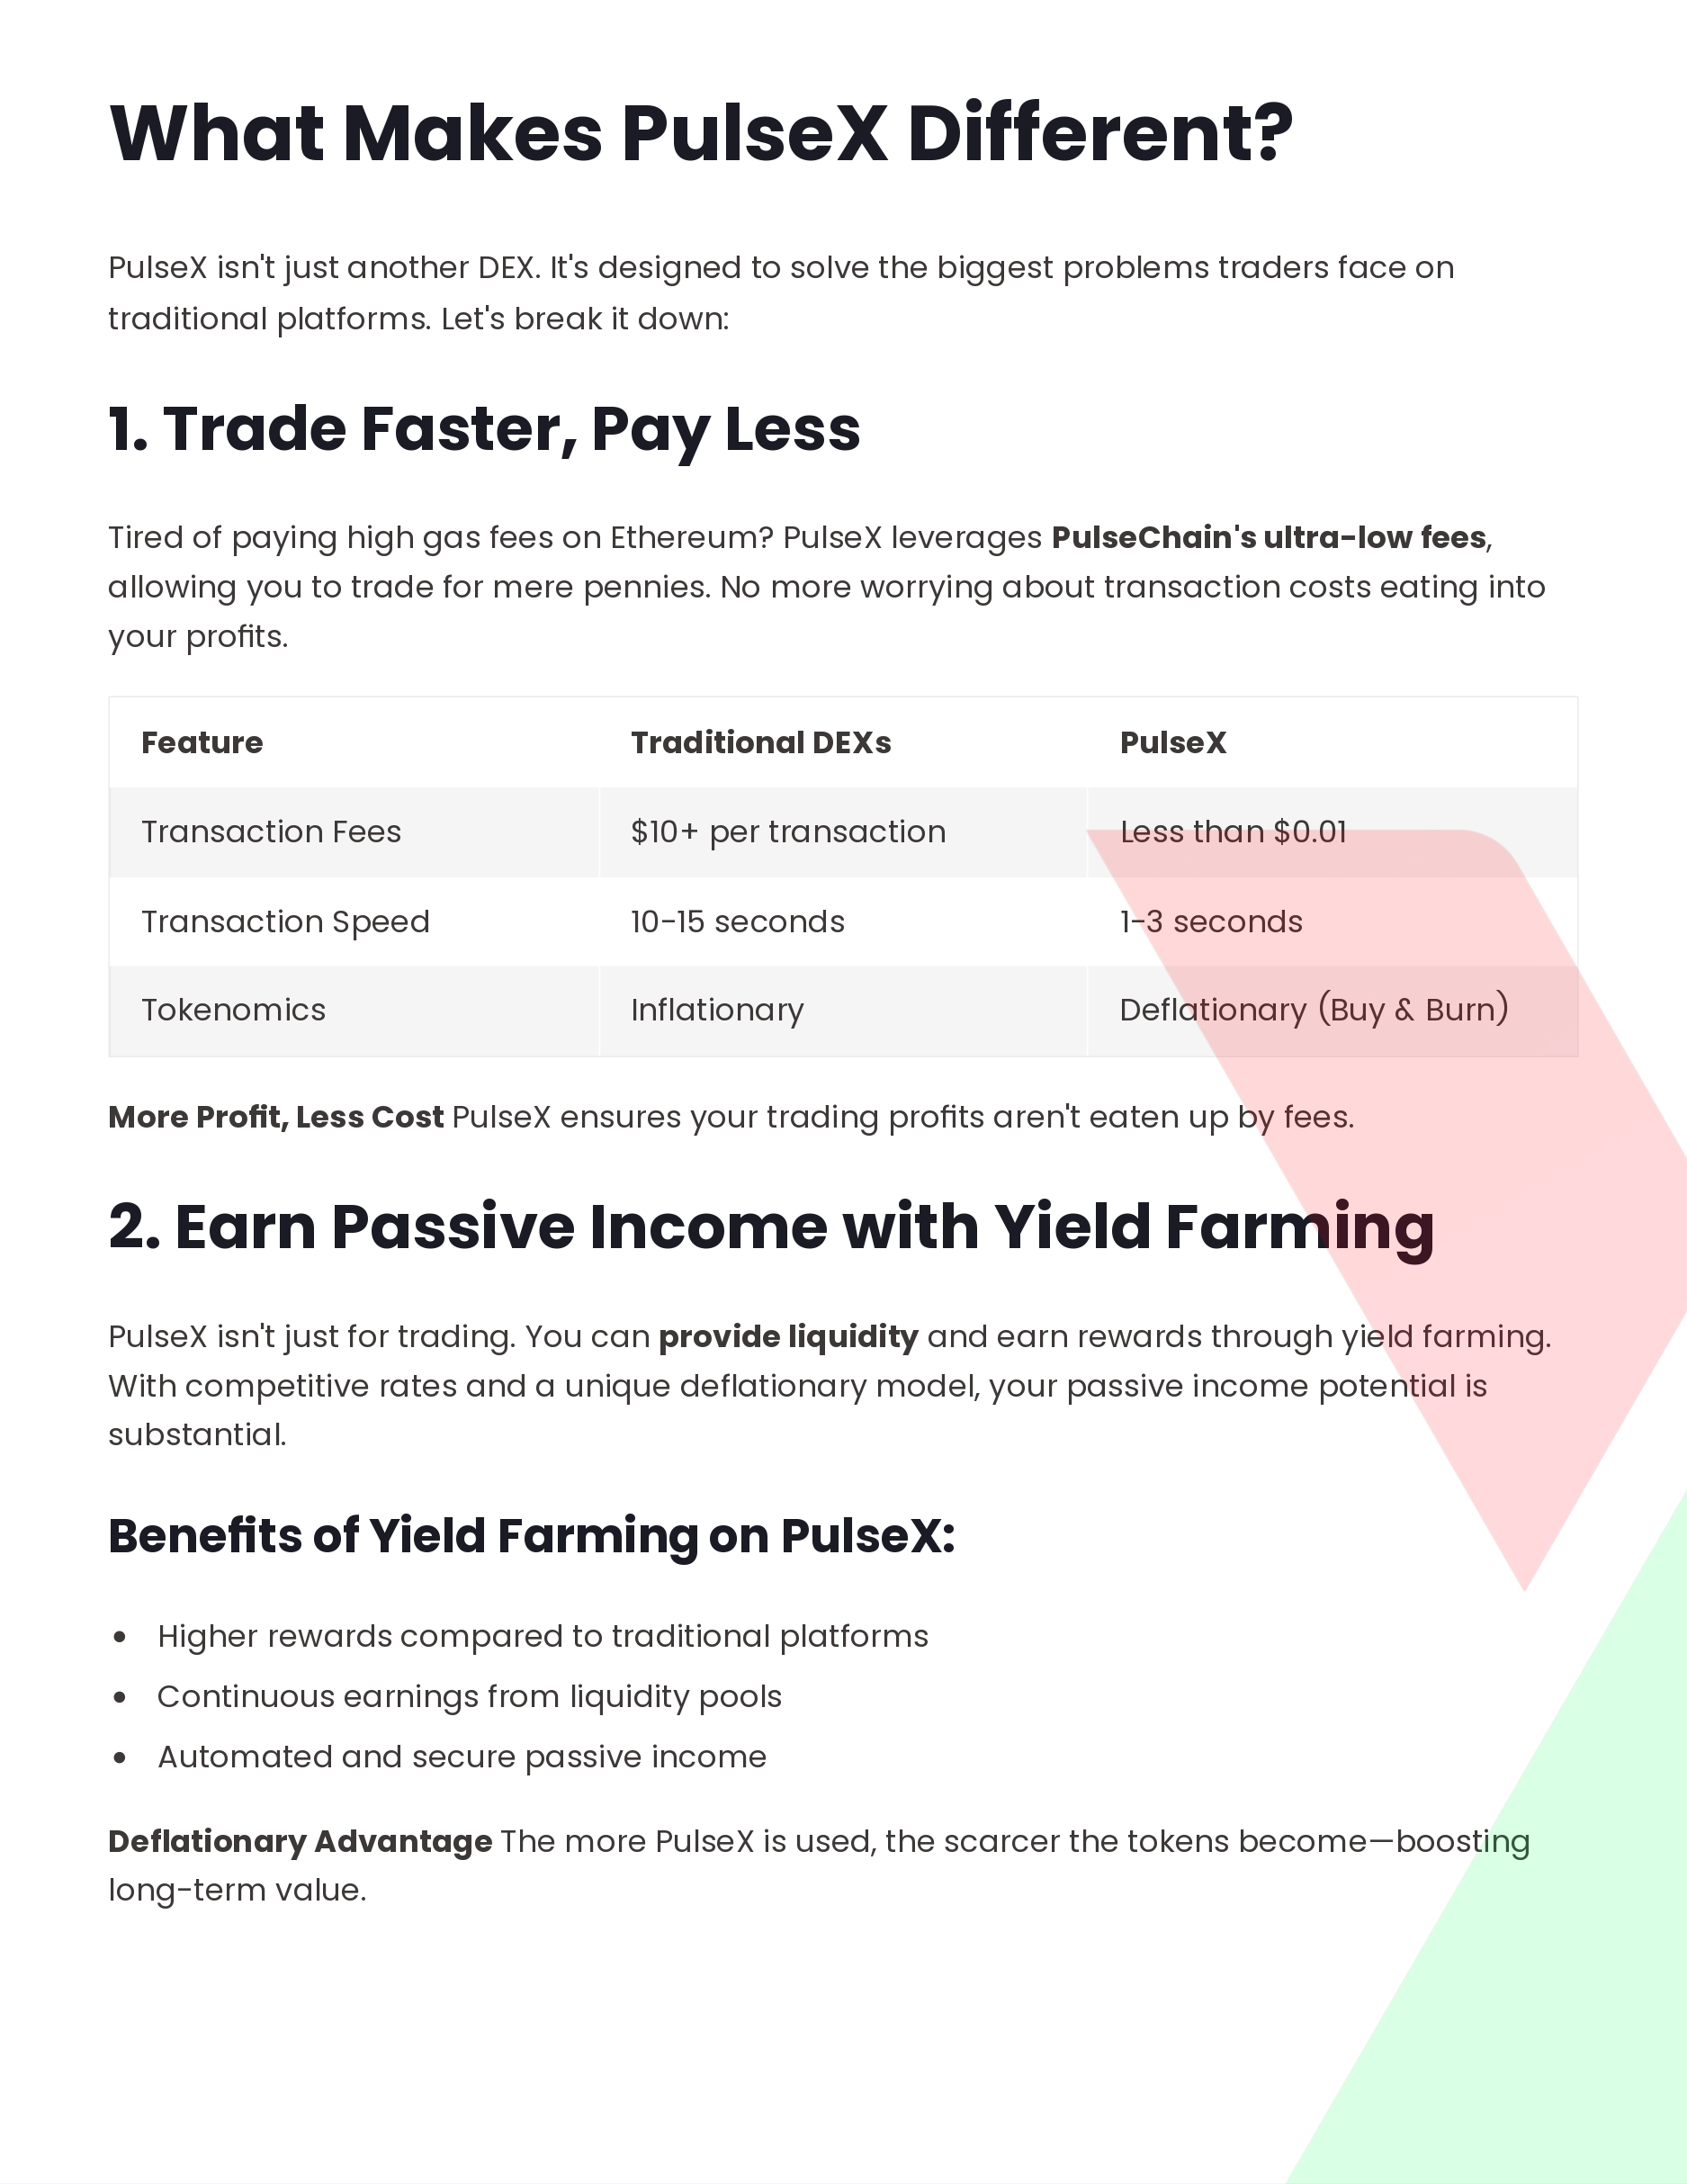 What Makes PulseX Different?
PulseX isn't just another DEX. It's designed to solve the biggest problems traders face on
traditional platforms. Let's break it down:
1. Trade Faster, Pay Less
Tired of paying high gas fees on Ethereum? PulseX leverages PulseChain's ultra-low fees,
allowing you to trade for mere pennies. No more worrying about transaction costs eating into
your profits.
Feature Traditional DEXs PulseX
Transaction Fees $10+ per transaction Less than $0.01
Transaction Speed 10-15 seconds 1-3 seconds
Tokenomics Inflationary Deflationary (Buy & Burn)
More Profit, Less Cost PulseX ensures your trading profits aren't eaten up by fees.
2. Earn Passive Income with Yield Farming
PulseX isn't just for trading. You can provide liquidity and earn rewards through yield farming.
With competitive rates and a unique deflationary model, your passive income potential is
substantial.
Benefits of Yield Farming on PulseX:
• Higher rewards compared to traditional platforms
• Continuous earnings from liquidity pools
• Automated and secure passive income
Deflationary Advantage The more PulseX is used, the scarcer the tokens become—boosting
long-term value.